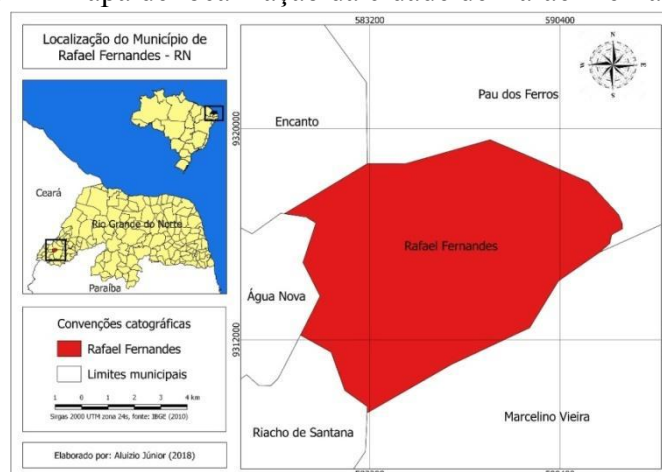 Localização do Município de
Rafael Fernandes - RN
Ceará
Rio Grande do Norte
Paraíba
Convenções catográficas
Rafael Fernandes
Limites municipais
1 0 1 2 3 4 km
Sirgas 2000 UTM zona 24s, fonte: IBGE (2010)
Elaborado por: Aluizio Júnior (2018)
583200 590400
N
W E
S
Pau dos Ferros
Encanto
9320000
Rafael Fernandes
Água Nova
9312000
Marcelino Vieira
Riacho de Santana